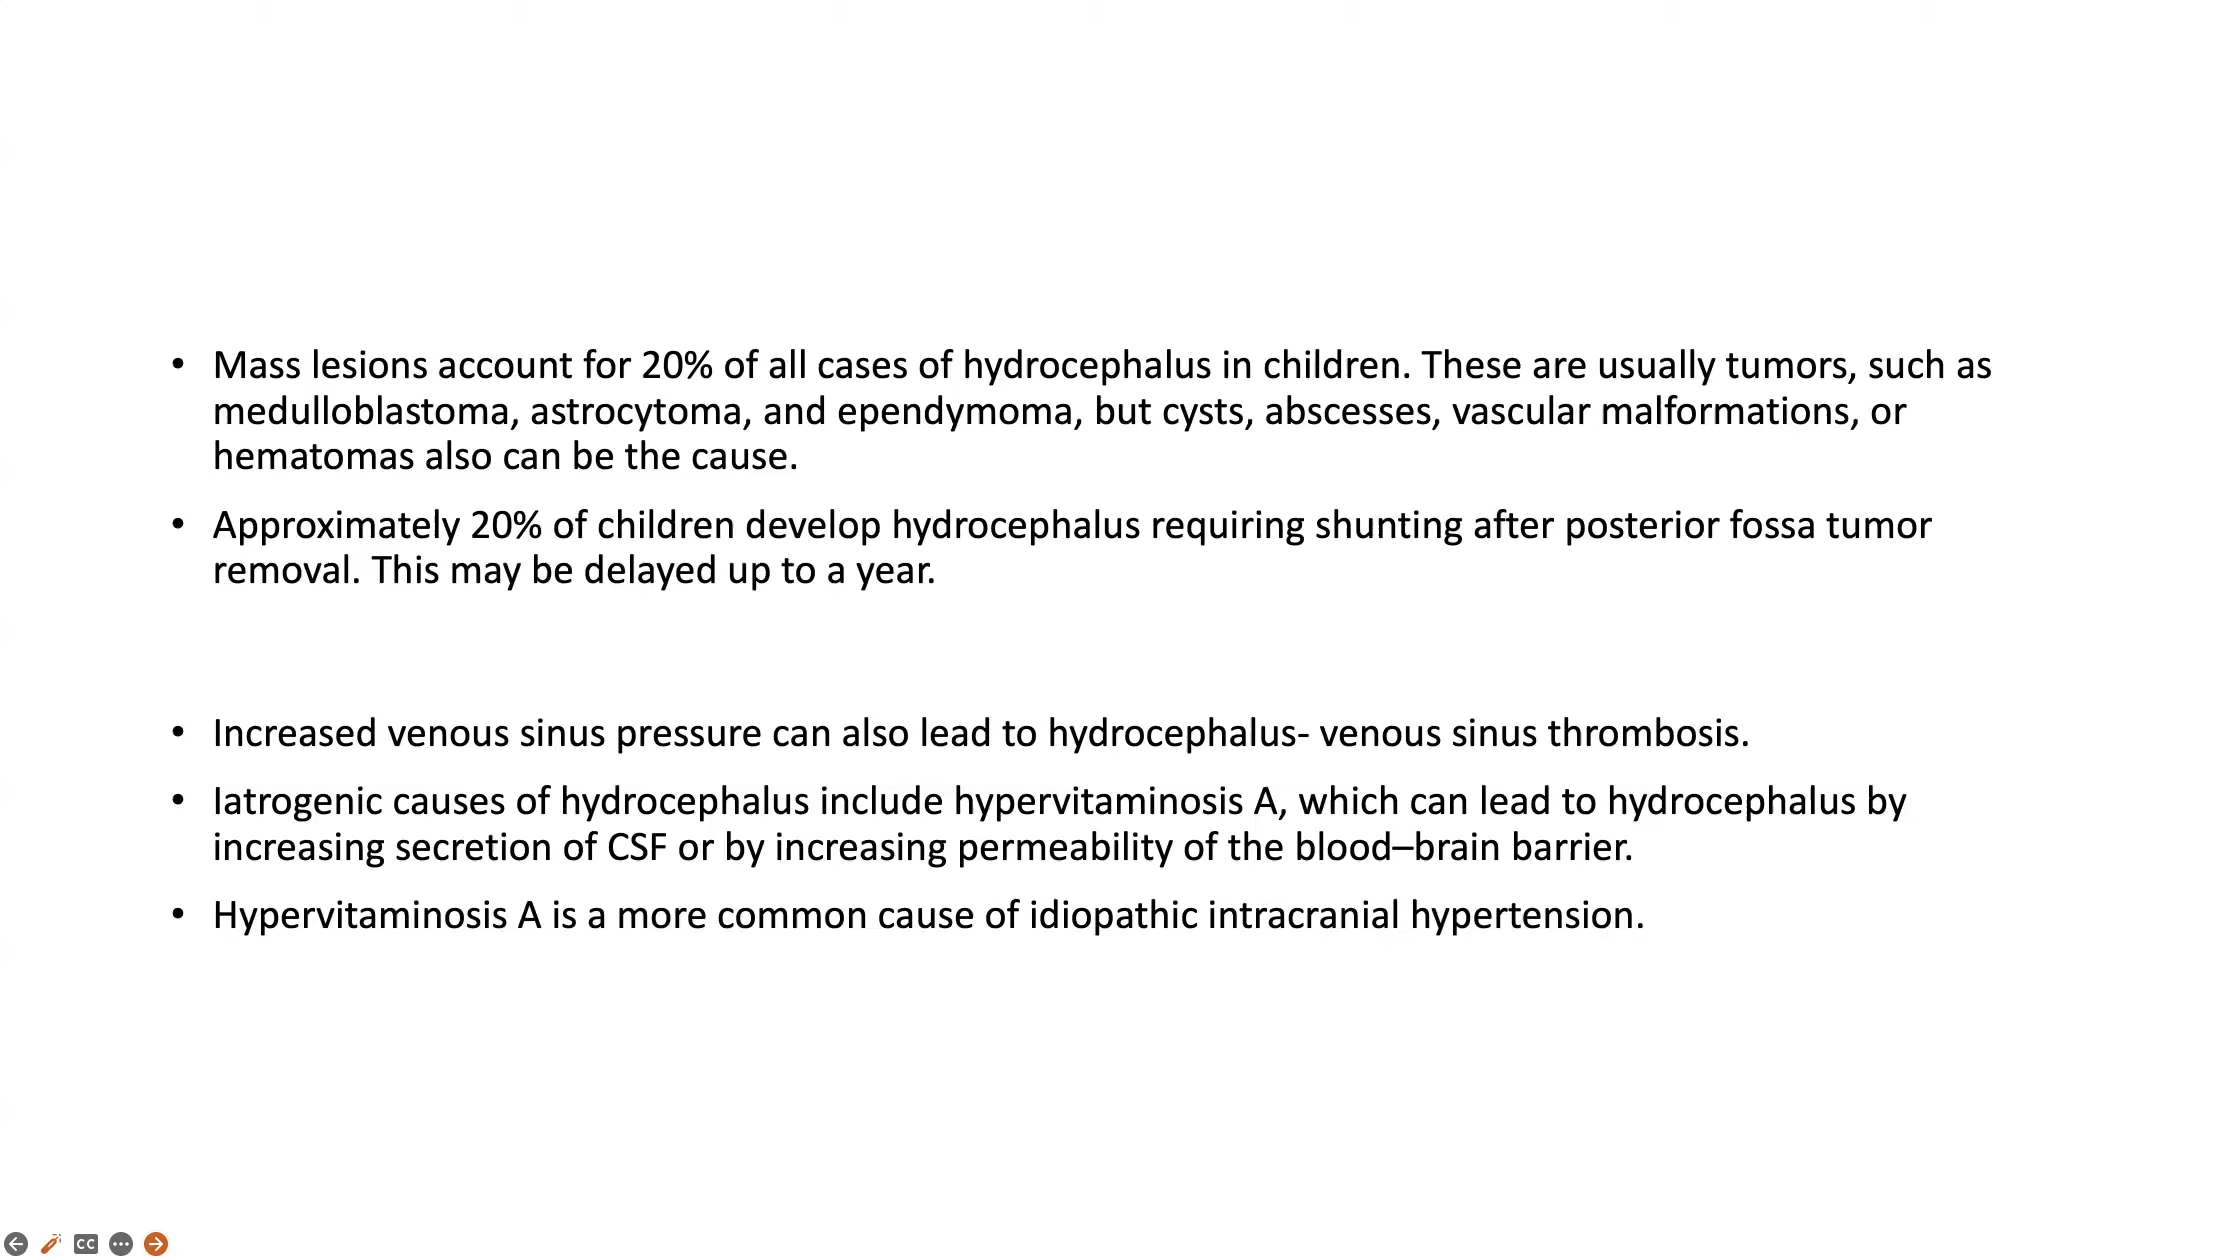 • Mass lesions account for 20% of all cases of hydrocephalus in children. These are usually tumors, such as
medulloblastoma, astrocytoma, and ependymoma, but cysts, abscesses, vascular malformations, or
hematomas also can be the cause.
• Approximately 20% of children develop hydrocephalus requiring shunting after posterior fossa tumor
removal. This may be delayed up to a year.
• Increased venous sinus pressure can also lead to hydrocephalus- venous sinus thrombosis.
• Iatrogenic causes of hydrocephalus include hypervitaminosis A, which can lead to hydrocephalus by
increasing secretion of CSF or by increasing permeability of the blood–brain barrier.
• Hypervitaminosis A is a more common cause of idiopathic intracranial hypertension.
CC